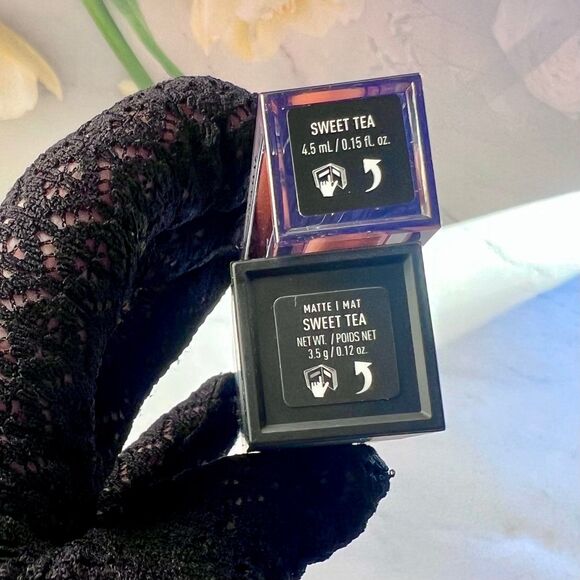 SWEET TEA
4.5 mL / 0.15 fl. oz.
MATTE | MAT
SWEET TEA
NET WT. / POIDS NET
3.5 g / 0.12 oz.